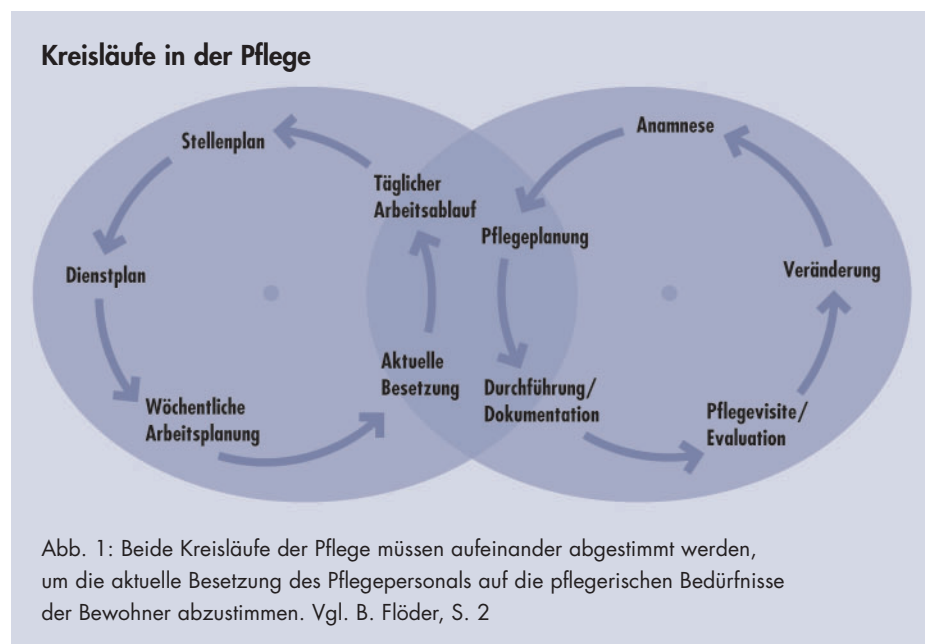 Kreisläufe in der Pflege
Stellenplan
Dienstplan
Wöchentliche
Arbeitsplanung
Aktuelle
Besetzung
Täglicher
Arbeitsablauf
Anamnese
Pflegeplanung
Durchführung/
Dokumentation
Pflegevisite/
Evaluation
Veränderung
Abb. 1: Beide Kreisläufe der Pflege müssen aufeinander abgestimmt werden,
um die aktuelle Besetzung des Pflegepersonals auf die pflegerischen Bedürfnisse
der Bewohner abzustimmen. Vgl. B. Flöder, S. 2